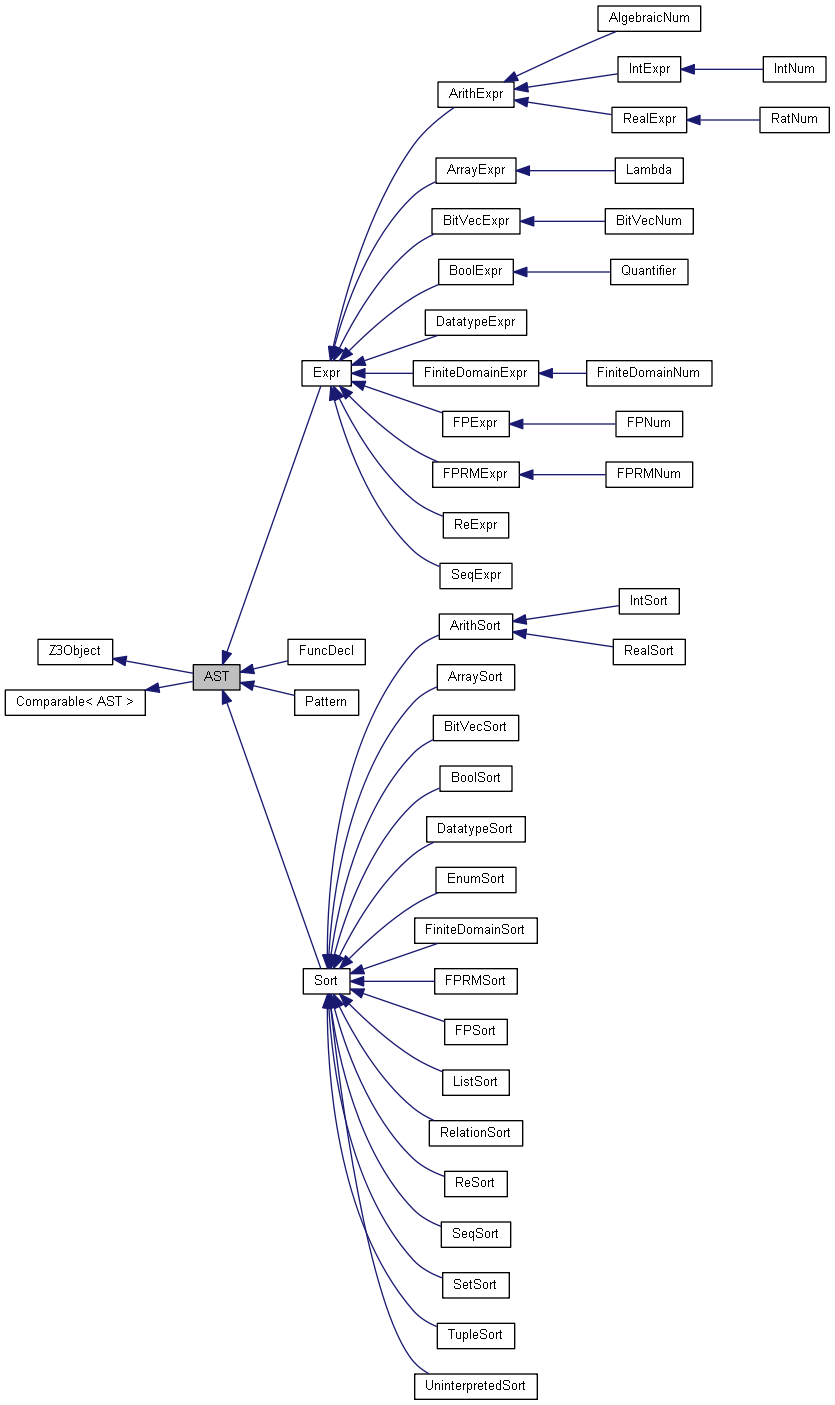 AlgebraicNum
IntExpr
IntNum
ArithExpr
RealExpr
RatNum
ArrayExpr
Lambda
BitVecExpr
BitVecNum
BoolExpr
Quantifier
DatatypeExpr
Expr
FiniteDomainExpr
FiniteDomainNum
FPExpr
FPNum
FPRMExpr
FPRMNum
ReExpr
SeqExpr
IntSort
ArithSort
RealSort
Z3Object
FuncDecl
AST
ArraySort
Comparable< AST >
Pattern
BitVecSort
BoolSort
DatatypeSort
EnumSort
FiniteDomainSort
Sort
FPRMSort
FPSort
ListSort
RelationSort
ReSort
SeqSort
SetSort
TupleSort
UninterpretedSort